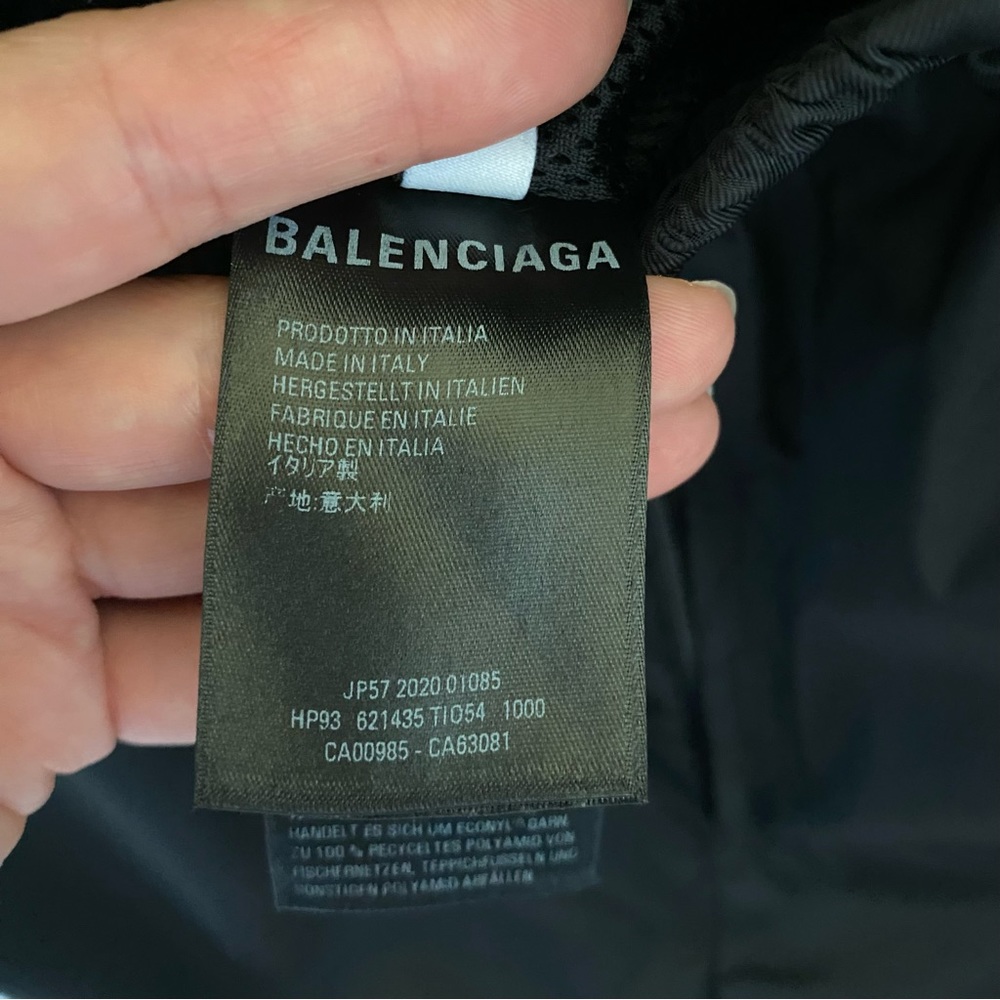 BALENCIAGA
PRODOTTO IN ITALIA
MADE IN ITALY
HERGESTELLT IN ITALIEN
FABRIQUE EN ITALIE
HECHO EN ITALIA
イタリア製
产地:意大利
JP57 2020 01085
HP93 621435 TIO54 1000
CA00985 - CA63081
HANDELT ES SICH UM ECONYL® GARN
ZU 100 % RECYCELTES POLYAMID VON
FISCHERNETZEN, TEPPICHFUSSELN UND
SONSTIGEN POLYAMID ABFÄLLEN